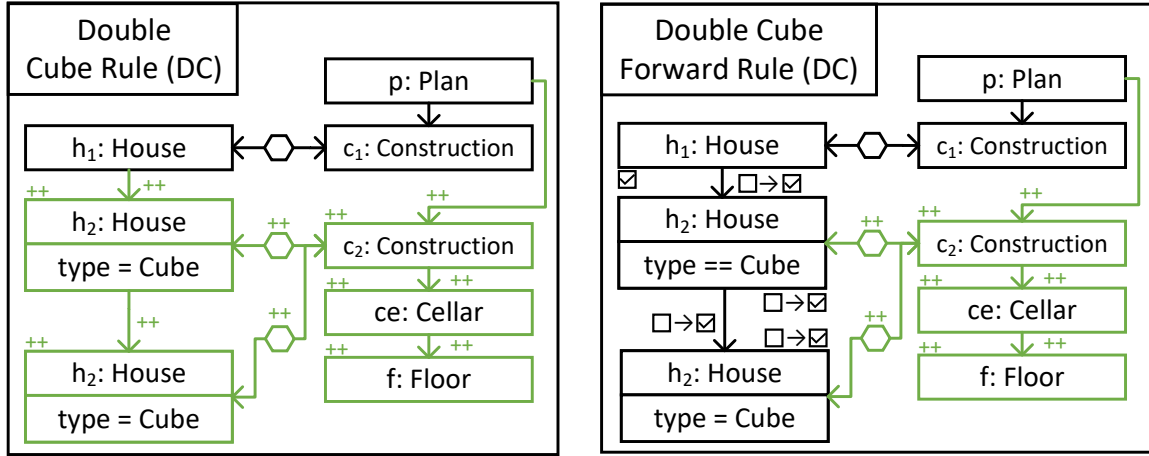 Double
Cube Rule (DC)
p: Plan
h₁: House
c₁: Construction
++
++
++
++
++
h₂: House
type = Cube
c₂: Construction
++
++
++
++
ce: Cellar
++
++
++
h₂: House
type = Cube
f: Floor
Double Cube
Forward Rule (DC)
p: Plan
h₁: House
c₁: Construction
☑
☐→☑
++
++
++
h₂: House
type == Cube
c₂: Construction
++
++
☐→☑
☐→☑
☐→☑
++
ce: Cellar
++
++
h₂: House
type = Cube
f: Floor